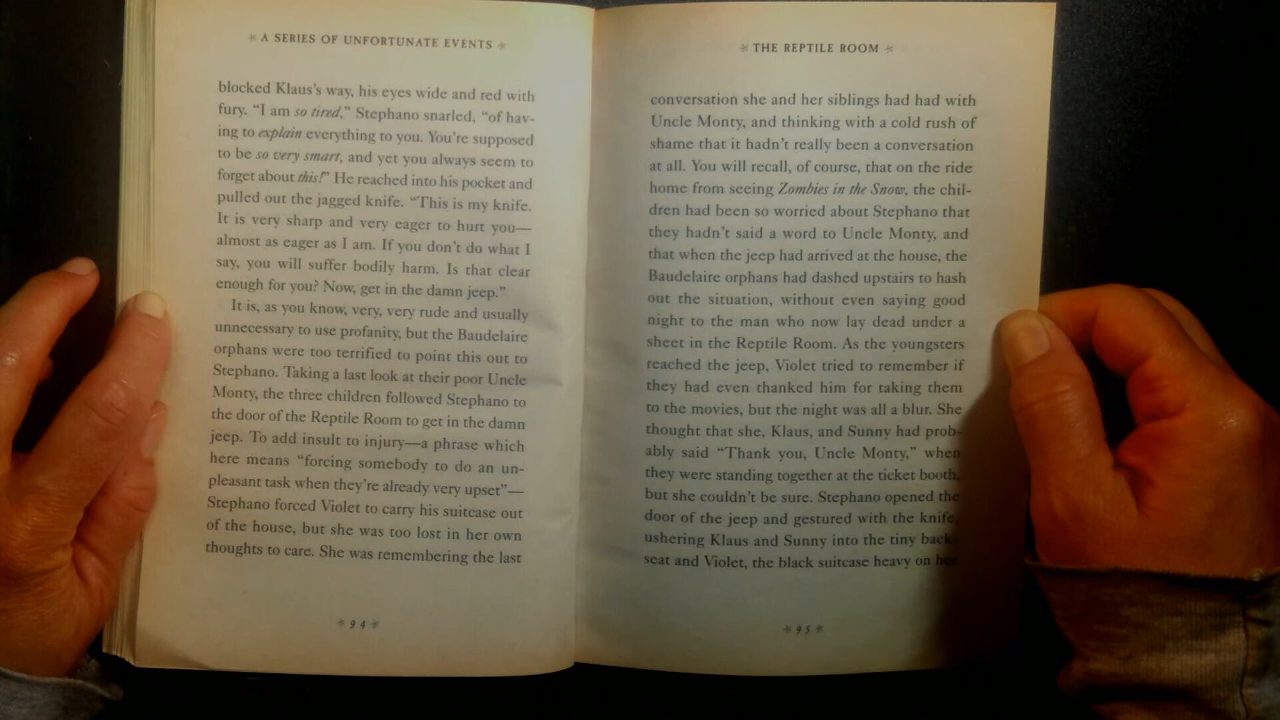 * A SERIES OF UNFORTUNATE EVENTS *
blocked Klaus's way, his eyes wide and red with
fury. “I am so tired,” Stephano snarled, “of hav-
ing to explain everything to you. You're supposed
to be so very smart, and yet you always seem to
forget about this!” He reached into his pocket and
pulled out the jagged knife. “This is my knife.
It is very sharp and very eager to hurt you—
almost as eager as I am. If you don't do what I
say, you will suffer bodily harm. Is that clear
enough for you? Now, get in the damn jeep.”
It is, as you know, very, very rude and usually
unnecessary to use profanity, but the Baudelaire
orphans were too terrified to point this out to
Stephano. Taking a last look at their poor Uncle
Monty, the three children followed Stephano to
the door of the Reptile Room to get in the damn
jeep. To add insult to injury—a phrase which
here means “forcing somebody to do an un-
pleasant task when they're already very upset”—
Stephano forced Violet to carry his suitcase out
of the house, but she was too lost in her own
thoughts to care. She was remembering the last
* 94 *
* THE REPTILE ROOM *
conversation she and her siblings had had with
Uncle Monty, and thinking with a cold rush of
shame that it hadn't really been a conversation
at all. You will recall, of course, that on the ride
home from seeing Zombies in the Snow, the chil-
dren had been so worried about Stephano that
they hadn't said a word to Uncle Monty, and
that when the jeep had arrived at the house, the
Baudelaire orphans had dashed upstairs to hash
out the situation, without even saying good
night to the man who now lay dead under a
sheet in the Reptile Room. As the youngsters
reached the jeep, Violet tried to remember if
they had even thanked him for taking them
to the movies, but the night was all a blur. She
thought that she, Klaus, and Sunny had prob-
ably said “Thank you, Uncle Monty,” when
they were standing together at the ticket booth,
but she couldn't be sure. Stephano opened the
door of the jeep and gestured with the knife,
ushering Klaus and Sunny into the tiny back-
seat and Violet, the black suitcase heavy on her
* 95 *